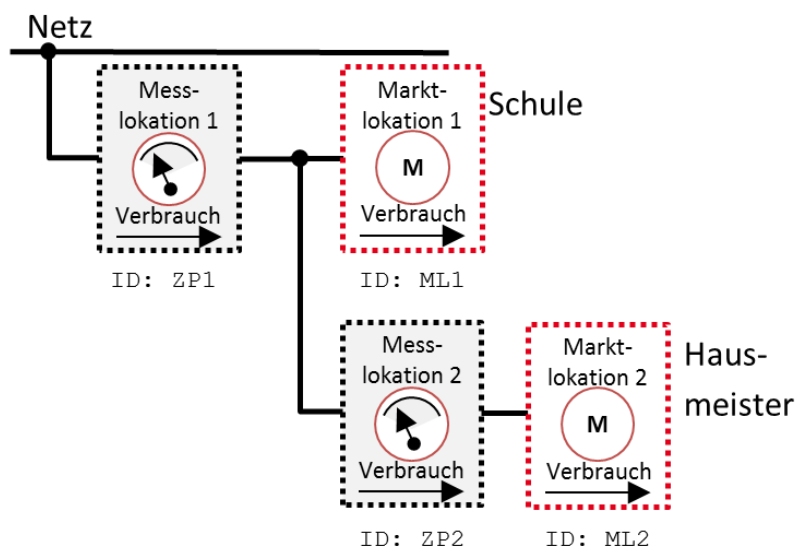 Netz
Mess-
lokation 1
Verbrauch
ID: ZP1
Markt-
lokation 1
M
Verbrauch
ID: ML1
Schule
Mess-
lokation 2
Verbrauch
ID: ZP2
Markt-
lokation 2
M
Verbrauch
ID: ML2
Haus-
meister